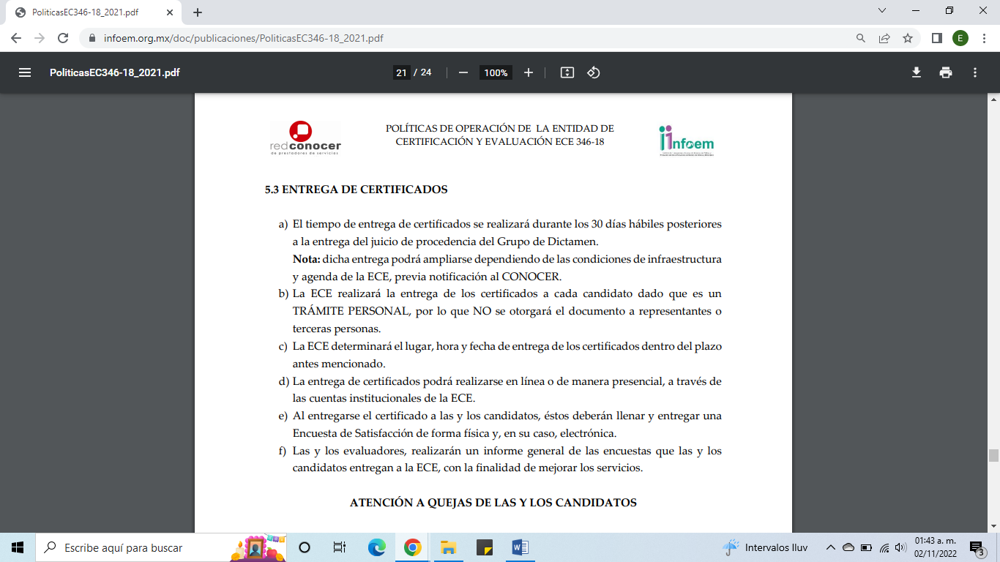 PoliticasEC346-18_2021.pdf
infoem.org.mx/doc/publicaciones/PoliticasEC346-18_2021.pdf
E
PoliticasEC346-18_2021.pdf
21 / 24
100%
redconocer
de prestadores de servicios
POLÍTICAS DE OPERACIÓN DE LA ENTIDAD DE
CERTIFICACIÓN Y EVALUACIÓN ECE 346-18
infoem
5.3 ENTREGA DE CERTIFICADOS
a) El tiempo de entrega de certificados se realizará durante los 30 días hábiles posteriores
a la entrega del juicio de procedencia del Grupo de Dictamen.
Nota: dicha entrega podrá ampliarse dependiendo de las condiciones de infraestructura
y agenda de la ECE, previa notificación al CONOCER.
b) La ECE realizará la entrega de los certificados a cada candidato dado que es un
TRÁMITE PERSONAL, por lo que NO se otorgará el documento a representantes o
terceras personas.
c) La ECE determinará el lugar, hora y fecha de entrega de los certificados dentro del plazo
antes mencionado.
d) La entrega de certificados podrá realizarse en línea o de manera presencial, a través de
las cuentas institucionales de la ECE.
e) Al entregarse el certificado a las y los candidatos, éstos deberán llenar y entregar una
Encuesta de Satisfacción de forma física y, en su caso, electrónica.
f) Las y los evaluadores, realizarán un informe general de las encuestas que las y los
candidatos entregan a la ECE, con la finalidad de mejorar los servicios.
ATENCIÓN A QUEJAS DE LAS Y LOS CANDIDATOS
Escribe aquí para buscar
Intervalos lluv
01:43 a. m.
02/11/2022
3